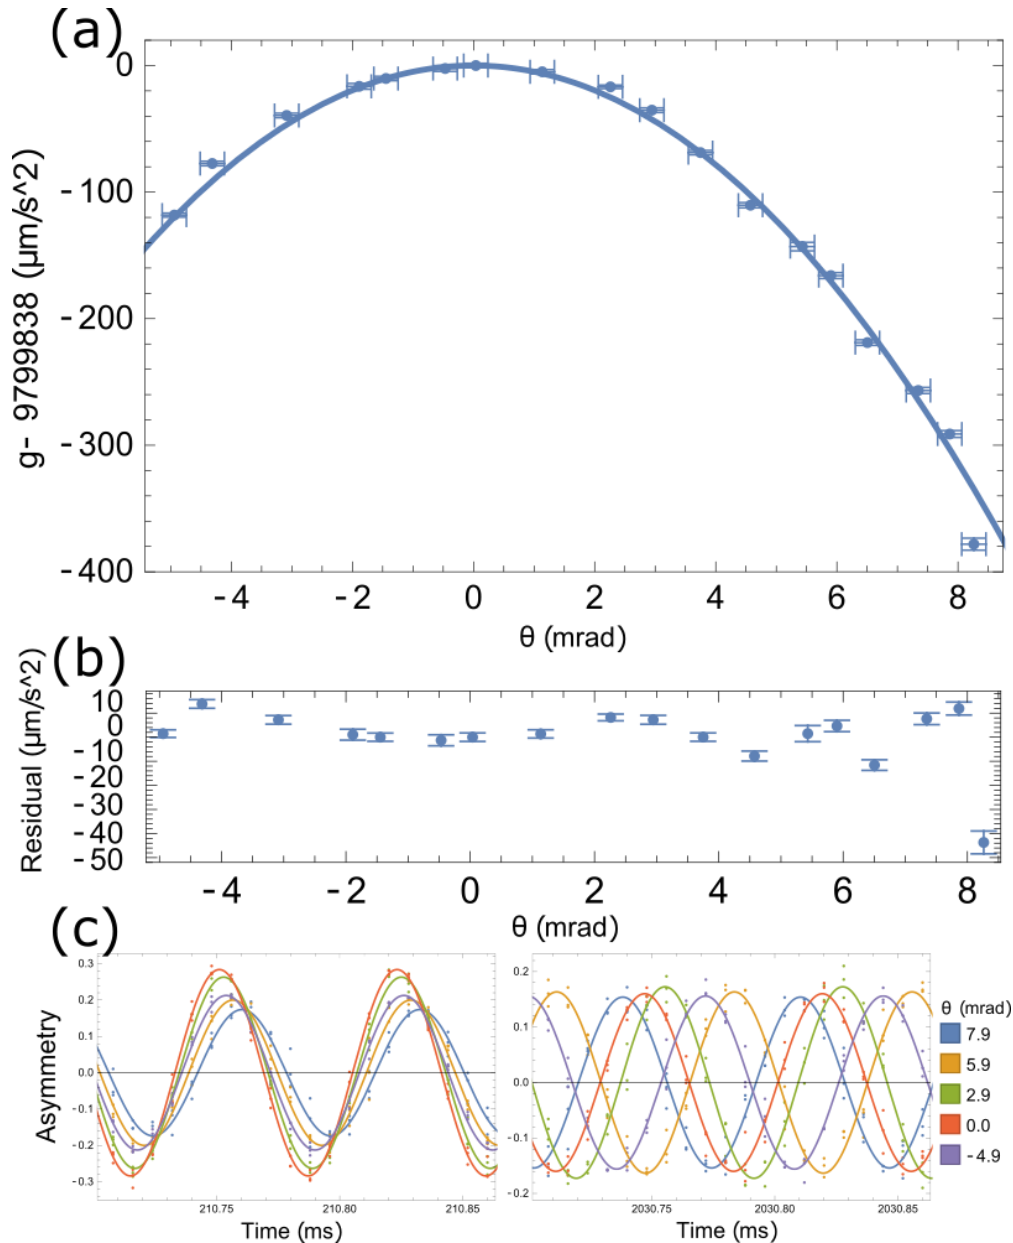 (a)
g- 9799838 (μm/s^2)
0
-100
-200
-300
-400
-4 -2 0 2 4 6 8
θ (mrad)
(b)
Residual (μm/s^2)
10
0
-10
-20
-30
-40
-50
-4 -2 0 2 4 6 8
θ (mrad)
(c)
Asymmetry
0.3
0.2
0.1
0.0
-0.1
-0.2
-0.3
210.75 210.80 210.85
Time (ms)
0.2
0.1
0.0
-0.1
-0.2
2030.75 2030.80 2030.85
Time (ms)
θ (mrad)
7.9
5.9
2.9
0.0
-4.9